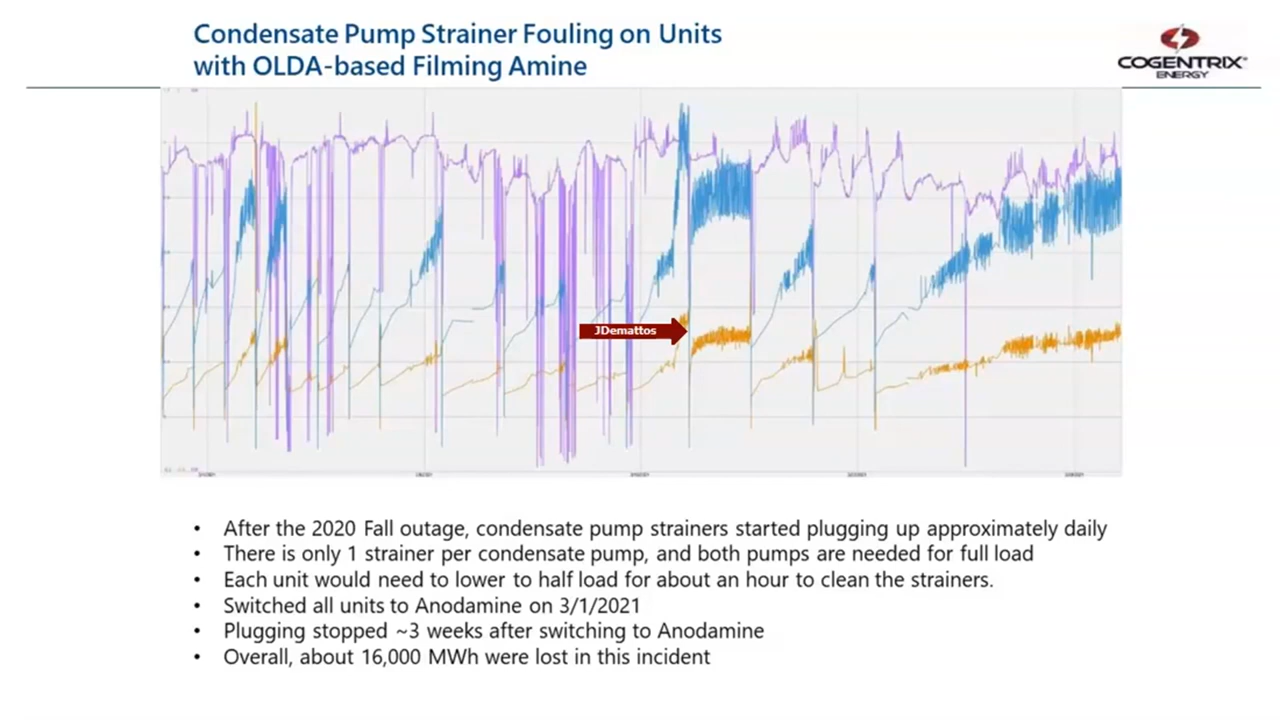 Condensate Pump Strainer Fouling on Units
with OLDA-based Filming Amine
COGENTRIX®
ENERGY
JDemattos
• After the 2020 Fall outage, condensate pump strainers started plugging up approximately daily
• There is only 1 strainer per condensate pump, and both pumps are needed for full load
• Each unit would need to lower to half load for about an hour to clean the strainers.
• Switched all units to Anodamine on 3/1/2021
• Plugging stopped ~3 weeks after switching to Anodamine
• Overall, about 16,000 MWh were lost in this incident